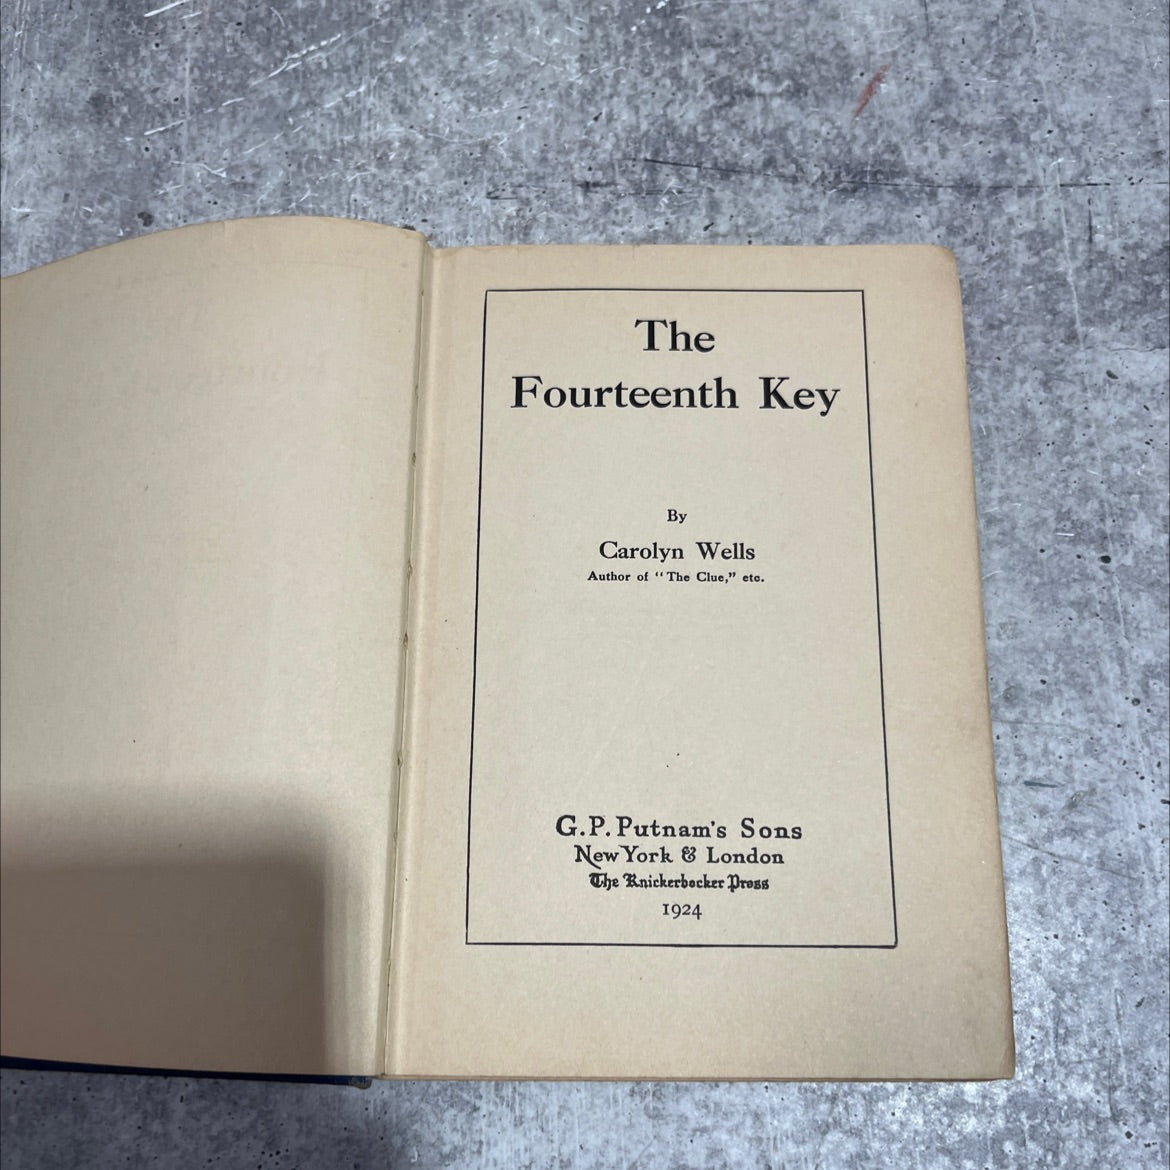 The
Fourteenth Key
By
Carolyn Wells
Author of “The Clue,” etc.
G.P. Putnam's Sons
New York & London
The Knickerbocker Press
1924